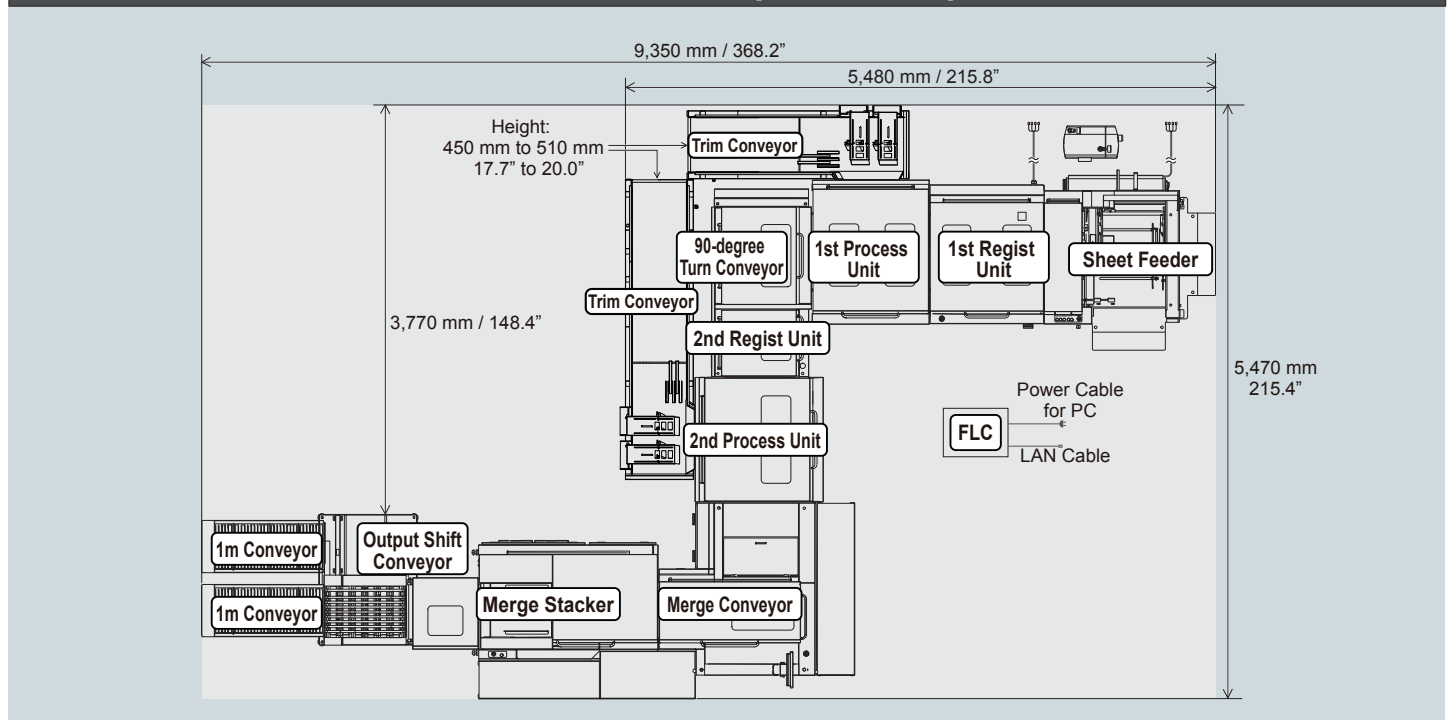 9,350 mm / 368.2”
5,480 mm / 215.8”
Height:
450 mm to 510 mm
17.7” to 20.0”
Trim Conveyor
90-degree
Turn Conveyor
1st Process
Unit
1st Regist
Unit
Sheet Feeder
Trim Conveyor
3,770 mm / 148.4”
2nd Regist Unit
5,470 mm
215.4”
Power Cable
for PC
FLC
LAN Cable
2nd Process Unit
1m Conveyor
Output Shift
Conveyor
1m Conveyor
Merge Stacker
Merge Conveyor